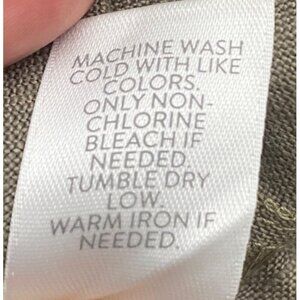 MACHINE WASH
COLD WITH LIKE
COLORS.
ONLY NON-
CHLORINE
BLEACH IF
NEEDED.
TUMBLE DRY
LOW.
WARM IRON IF
NEEDED.